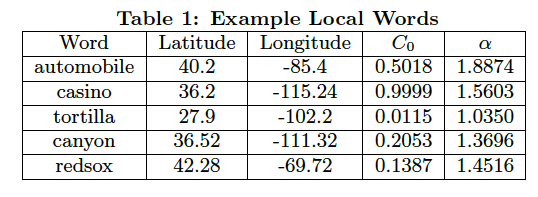 Table 1: Example Local Words
Word Latitude Longitude C₀ α
automobile 40.2 -85.4 0.5018 1.8874
casino 36.2 -115.24 0.9999 1.5603
tortilla 27.9 -102.2 0.0115 1.0350
canyon 36.52 -111.32 0.2053 1.3696
redsox 42.28 -69.72 0.1387 1.4516